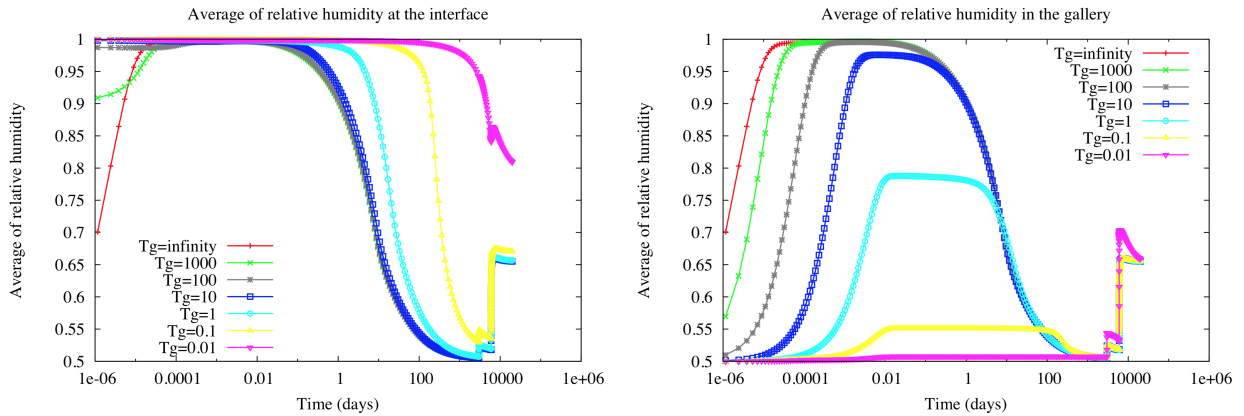 Average of relative humidity at the interface
Average of relative humidity
1
0.95
0.9
0.85
0.8
0.75
0.7
0.65
0.6
0.55
0.5
Tg=infinity
Tg=1000
Tg=100
Tg=10
Tg=1
Tg=0.1
Tg=0.01
1e-06 0.0001 0.01 1 100 10000 1e+06
Time (days)
Average of relative humidity in the gallery
Average of relative humidity
1
0.95
0.9
0.85
0.8
0.75
0.7
0.65
0.6
0.55
0.5
Tg=infinity
Tg=1000
Tg=100
Tg=10
Tg=1
Tg=0.1
Tg=0.01
1e-06 0.0001 0.01 1 100 10000 1e+06
Time (days)